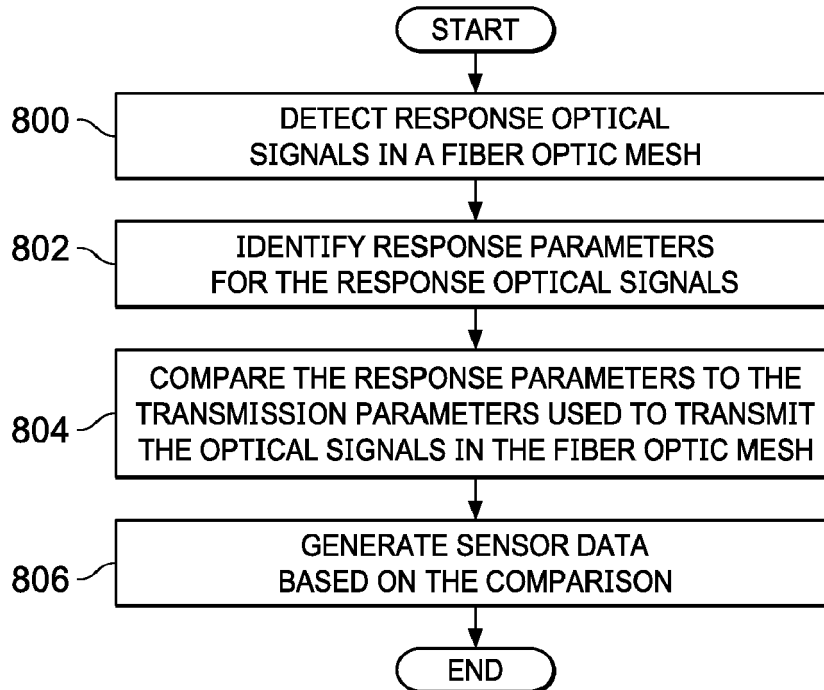 START
800
DETECT RESPONSE OPTICAL
SIGNALS IN A FIBER OPTIC MESH
802
IDENTIFY RESPONSE PARAMETERS
FOR THE RESPONSE OPTICAL SIGNALS
804
COMPARE THE RESPONSE PARAMETERS TO THE
TRANSMISSION PARAMETERS USED TO TRANSMIT
THE OPTICAL SIGNALS IN THE FIBER OPTIC MESH
806
GENERATE SENSOR DATA
BASED ON THE COMPARISON
END